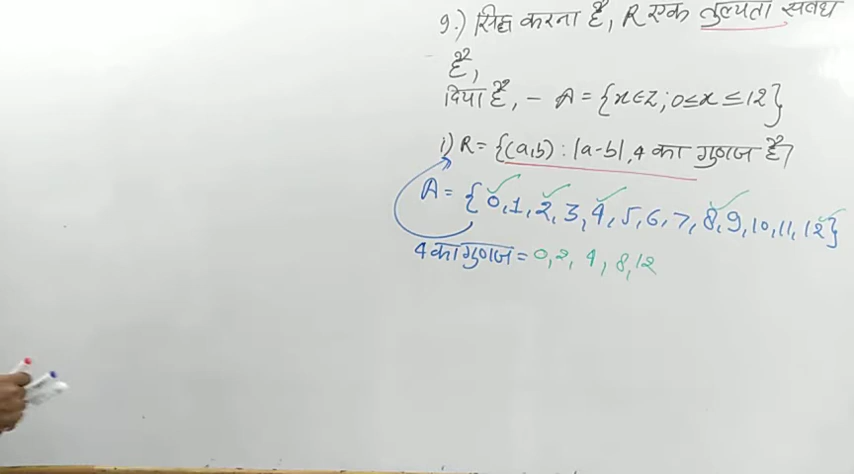 9.) सिद्ध करना है, R एक तुल्यता संबंध
है,
दिया है, - A = {x∈Z; 0≤x≤12}
i) R = {(a,b) : |a-b|, 4 का गुणज है}
A = {0,1,2,3,4,5,6,7,8,9,10,11,12}
4 का गुणज = 0,2,4,8,12